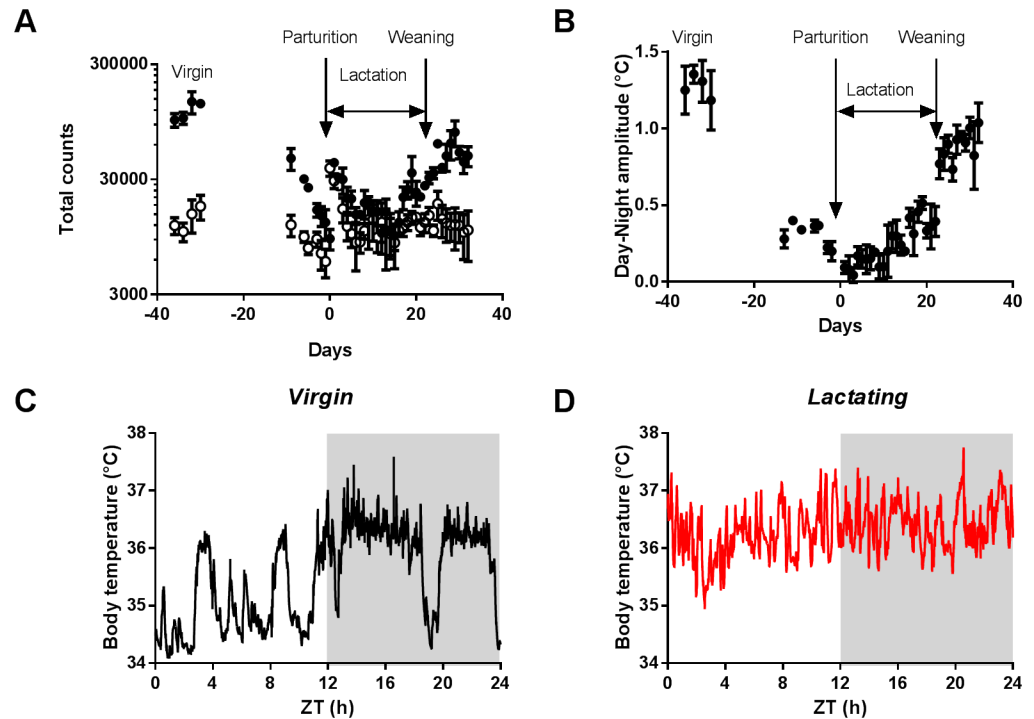 A
Parturition
Weaning
300000
Virgin
Lactation
30000
3000
Total counts
-40
-20
0
20
40
Days
B
Virgin
Parturition
Weaning
1.5
Lactation
1.0
0.5
0.0
Day-Night amplitude (°C)
-40
-20
0
20
40
Days
C
Virgin
38
37
36
35
34
Body temperature (°C)
0
4
8
12
16
20
24
ZT (h)
D
Lactating
38
37
36
35
34
Body temperature (°C)
0
4
8
12
16
20
24
ZT (h)